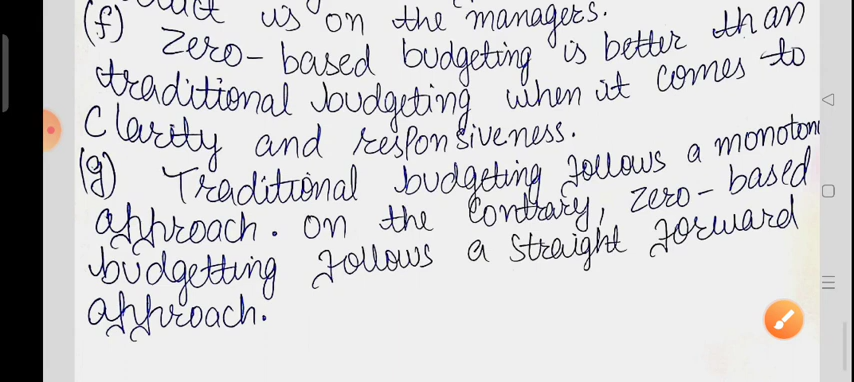 is on the managers.
(f) Zero-based budgeting is better than
traditional budgeting when it comes to
Clarity and responsiveness.
(g) Traditional budgeting follows a monoton
approach. On the contrary, zero-based
budgetting follows a straight forward
approach.